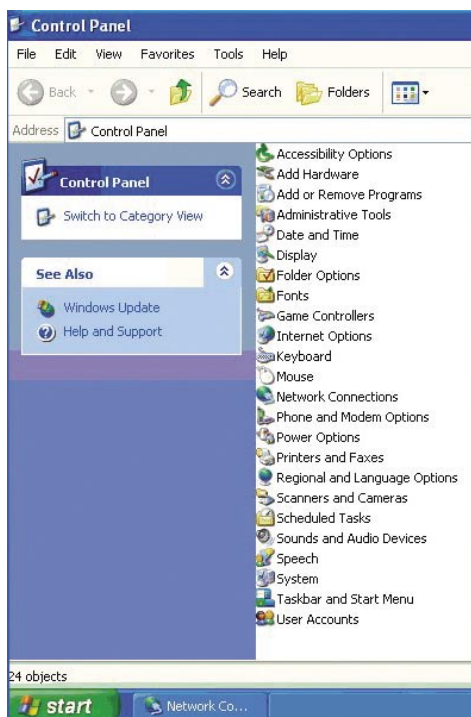 Control Panel
File Edit View Favorites Tools Help
Back Search Folders
Address Control Panel
Control Panel
Switch to Category View
See Also
Windows Update
Help and Support
Accessibility Options
Add Hardware
Add or Remove Programs
Administrative Tools
Date and Time
Display
Folder Options
Fonts
Game Controllers
Internet Options
Keyboard
Mouse
Network Connections
Phone and Modem Options
Power Options
Printers and Faxes
Regional and Language Options
Scanners and Cameras
Scheduled Tasks
Sounds and Audio Devices
Speech
System
Taskbar and Start Menu
User Accounts
24 objects
start Network Co...